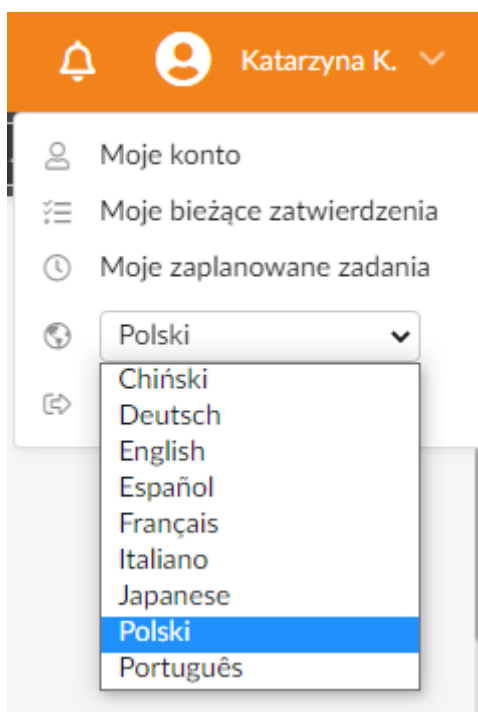 Katarzyna K.
Moje konto
Moje bieżące zatwierdzenia
Moje zaplanowane zadania
Polski
Chiński
Deutsch
English
Español
Français
Italiano
Japanese
Polski
Português